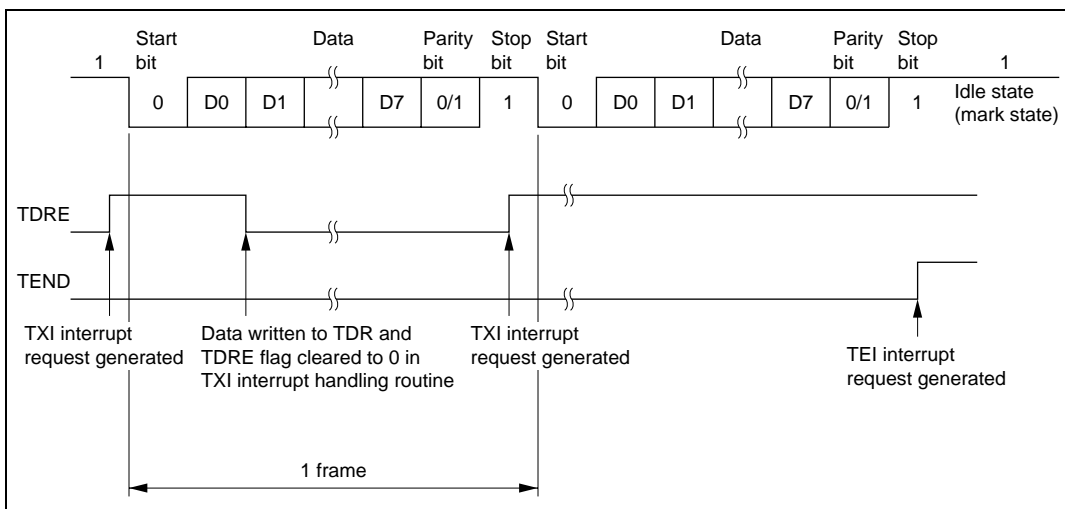 Start bit
Data
Parity bit
Stop bit
Start bit
Data
Parity bit
Stop bit
1
1
0
D0
D1
D7
0/1
1
0
D0
D1
D7
0/1
1
Idle state
(mark state)
TDRE
TEND
TXI interrupt
request generated
Data written to TDR and
TDRE flag cleared to 0 in
TXI interrupt handling routine
TXI interrupt
request generated
TEI interrupt
request generated
1 frame